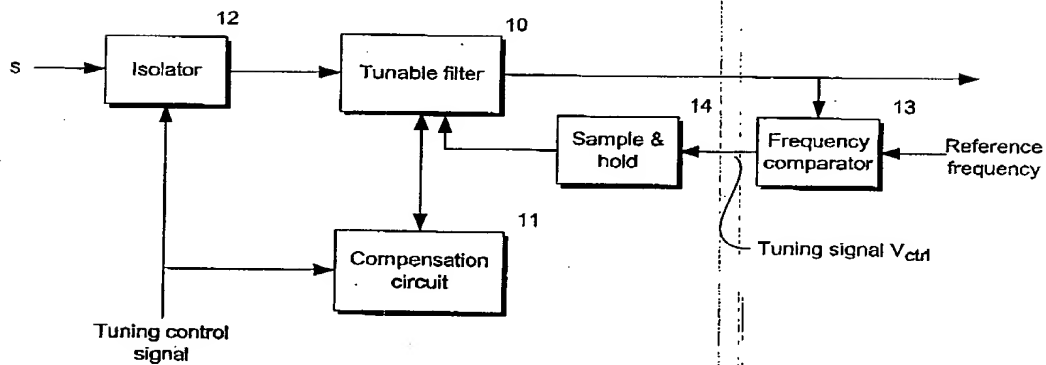 12
10
S
Isolator
Tunable filter
14
13
Sample &
hold
Frequency
comparator
Reference
frequency
11
Tuning signal Vctrl
Compensation
circuit
Tuning control
signal